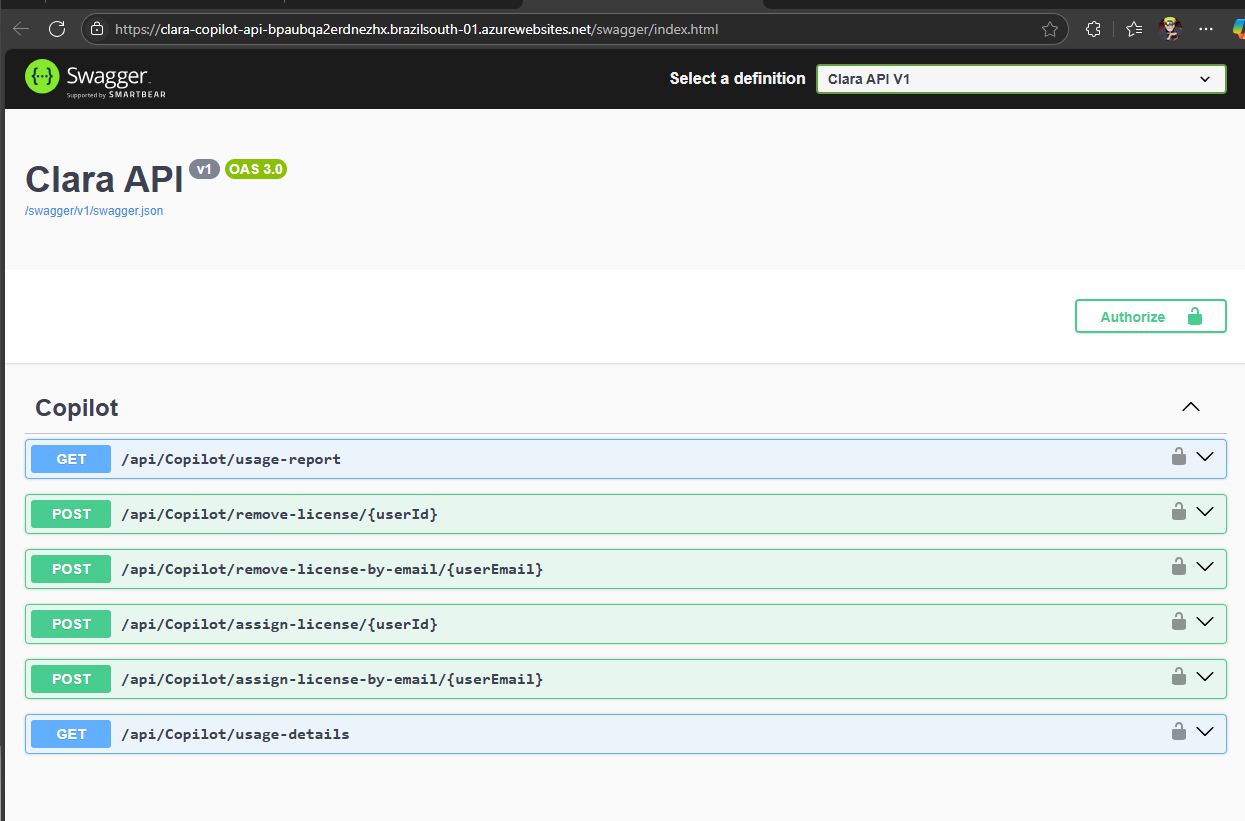 https://clara-copilot-api-bpaubqa2erdnezhx.brazilsouth-01.azurewebsites.net/swagger/index.html
{··} Swagger.
Supported by SMARTBEAR
Select a definition
Clara API V1
Clara API v1 OAS 3.0
/swagger/v1/swagger.json
Authorize
Copilot
GET /api/Copilot/usage-report
POST /api/Copilot/remove-license/{userId}
POST /api/Copilot/remove-license-by-email/{userEmail}
POST /api/Copilot/assign-license/{userId}
POST /api/Copilot/assign-license-by-email/{userEmail}
GET /api/Copilot/usage-details